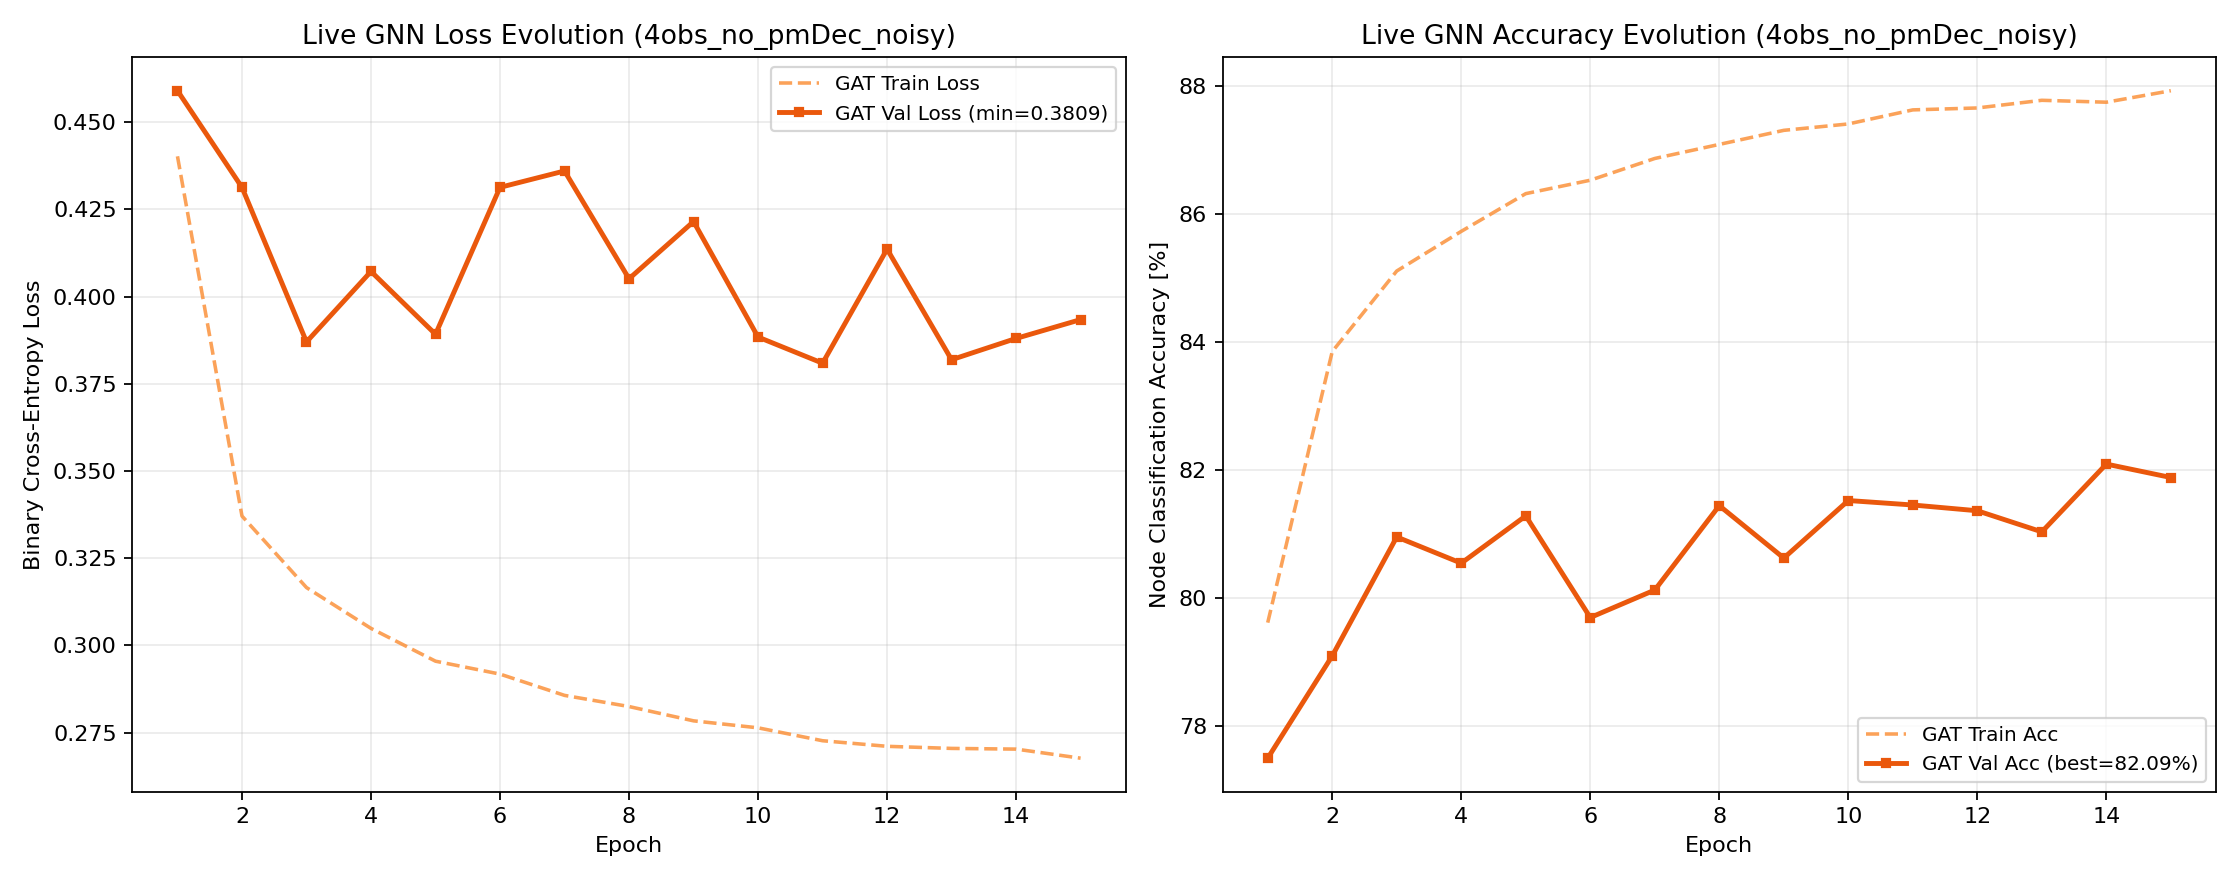 Live GNN Loss Evolution (4obs_no_pmDec_noisy)
GAT Train Loss
GAT Val Loss (min=0.3809)
Binary Cross-Entropy Loss
0.450
0.425
0.400
0.375
0.350
0.325
0.300
0.275
2 4 6 8 10 12 14
Epoch
Live GNN Accuracy Evolution (4obs_no_pmDec_noisy)
Node Classification Accuracy [%]
88
86
84
82
80
78
GAT Train Acc
GAT Val Acc (best=82.09%)
2 4 6 8 10 12 14
Epoch